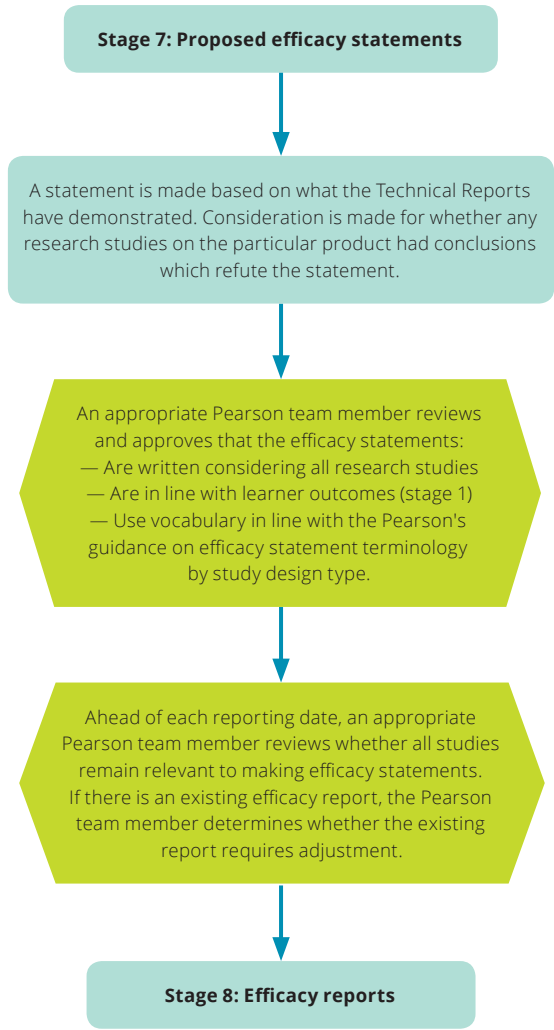 Stage 7: Proposed efficacy statements
A statement is made based on what the Technical Reports
have demonstrated. Consideration is made for whether any
research studies on the particular product had conclusions
which refute the statement.
An appropriate Pearson team member reviews
and approves that the efficacy statements:
— Are written considering all research studies
— Are in line with learner outcomes (stage 1)
— Use vocabulary in line with the Pearson's
guidance on efficacy statement terminology
by study design type.
Ahead of each reporting date, an appropriate
Pearson team member reviews whether all studies
remain relevant to making efficacy statements.
If there is an existing efficacy report, the Pearson
team member determines whether the existing
report requires adjustment.
Stage 8: Efficacy reports